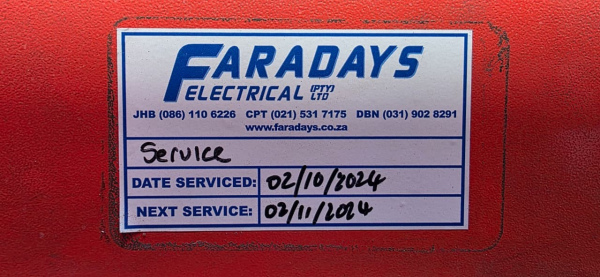 FARADAYS
ELECTRICAL (PTY) LTD
JHB (086) 110 6226 CPT (021) 531 7175 DBN (031) 902 8291
www.faradays.co.za
Service
DATE SERVICED: 02/10/2024
NEXT SERVICE: 02/11/2024